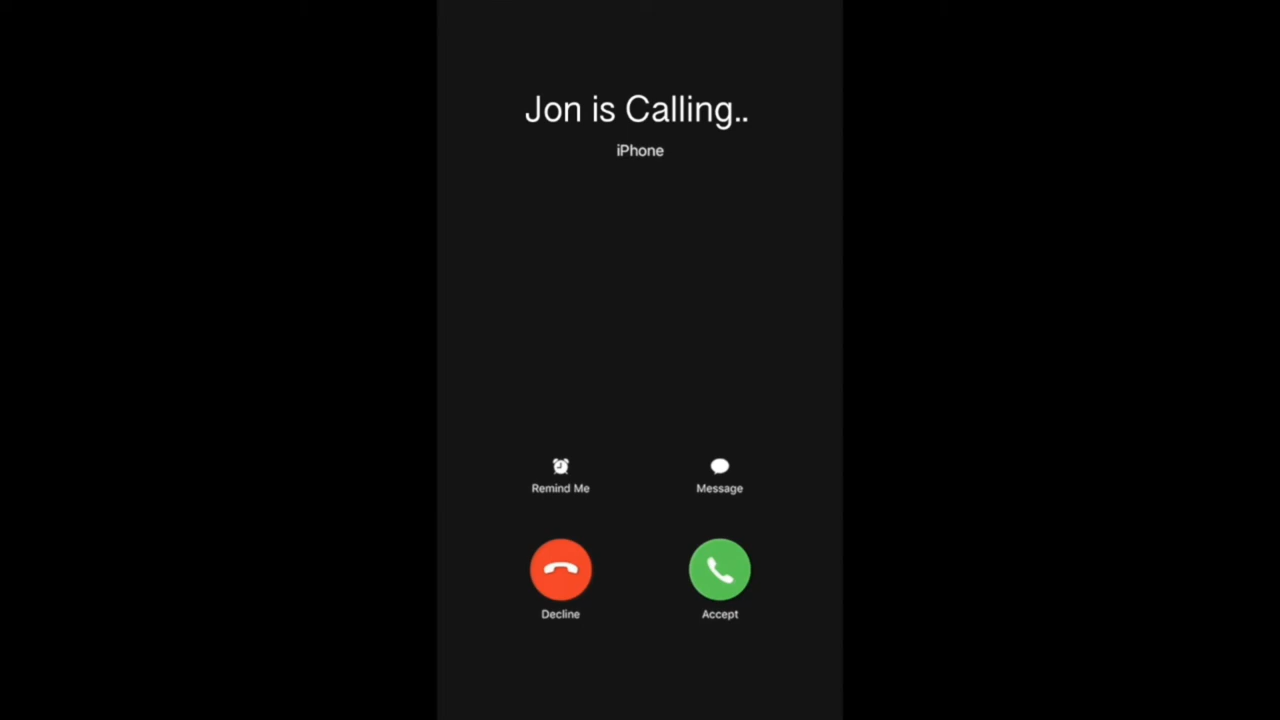 Jon is Calling..
iPhone
Remind Me
Message
Decline
Accept